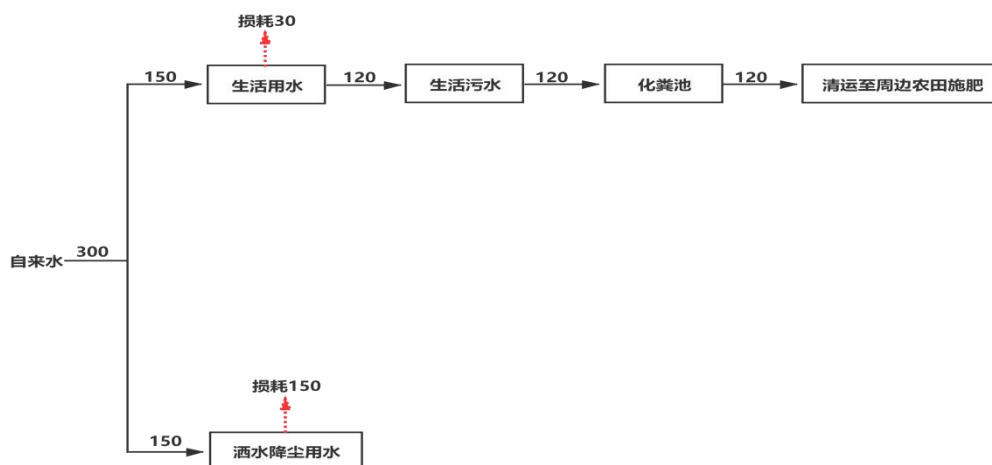 损耗30
150
生活用水
120
生活污水
120
化粪池
120
清运至周边农田施肥
自来水
300
损耗150
150
洒水降尘用水